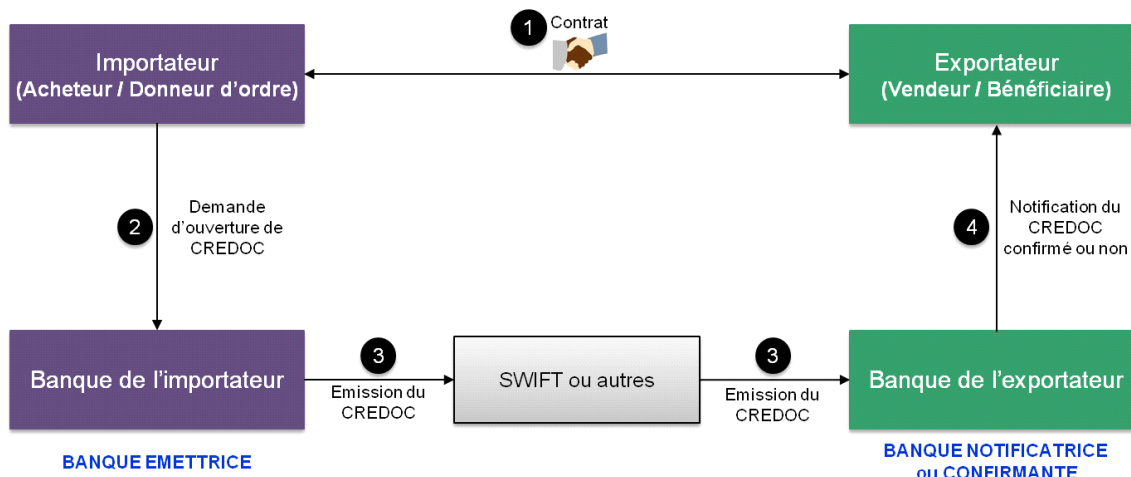 1
Contrat
Importateur
(Acheteur / Donneur d'ordre)
Exportateur
(Vendeur / Bénéficiaire)
2
Demande
d'ouverture de
CREDOC
4
Notification du
CREDOC
confirmé ou non
Banque de l'importateur
3
Emission du
CREDOC
SWIFT ou autres
3
Emission du
CREDOC
Banque de l'exportateur
BANQUE EMETTRICE
BANQUE NOTIFICATRICE
ou CONFIRMANTE